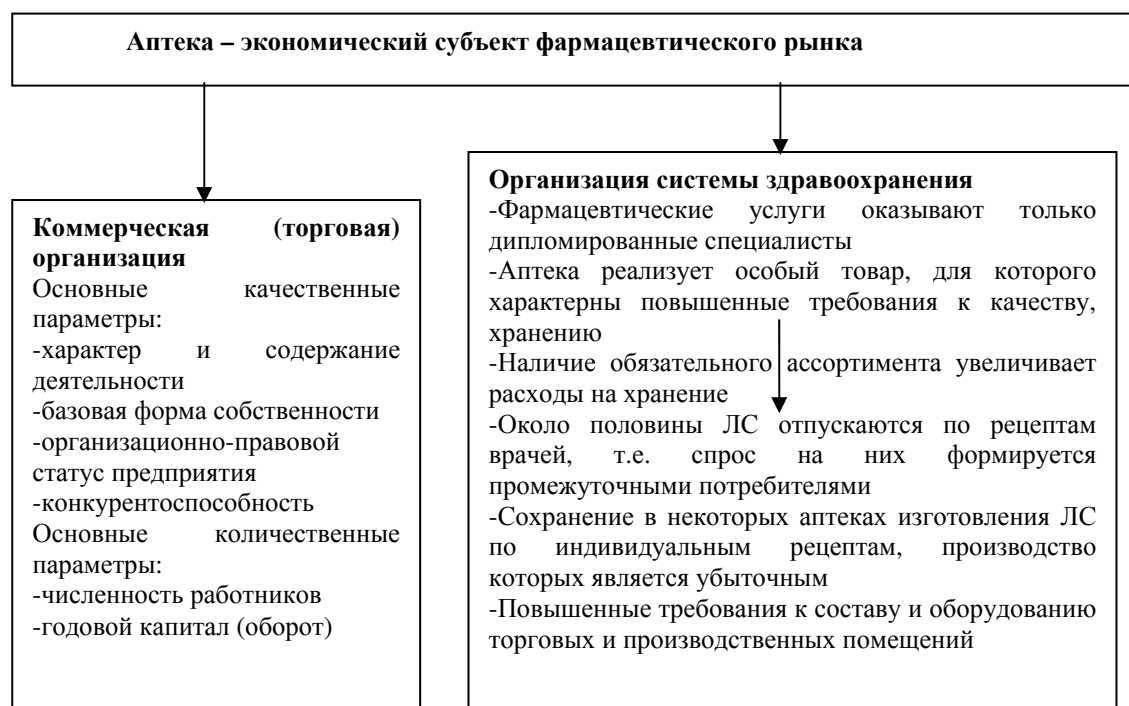 Аптека – экономический субъект фармацевтического рынка
Коммерческая (торговая)
организация
Основные качественные
параметры:
-характер и содержание
деятельности
-базовая форма собственности
-организационно-правовой
статус предприятия
-конкурентоспособность
Основные количественные
параметры:
-численность работников
-годовой капитал (оборот)
Организация системы здравоохранения
-Фармацевтические услуги оказывают только
дипломированные специалисты
-Аптека реализует особый товар, для которого
характерны повышенные требования к качеству,
хранению
-Наличие обязательного ассортимента увеличивает
расходы на хранение
-Около половины ЛС отпускаются по рецептам
врачей, т.е. спрос на них формируется
промежуточными потребителями
-Сохранение в некоторых аптеках изготовления ЛС
по индивидуальным рецептам, производство
которых является убыточным
-Повышенные требования к составу и оборудованию
торговых и производственных помещений